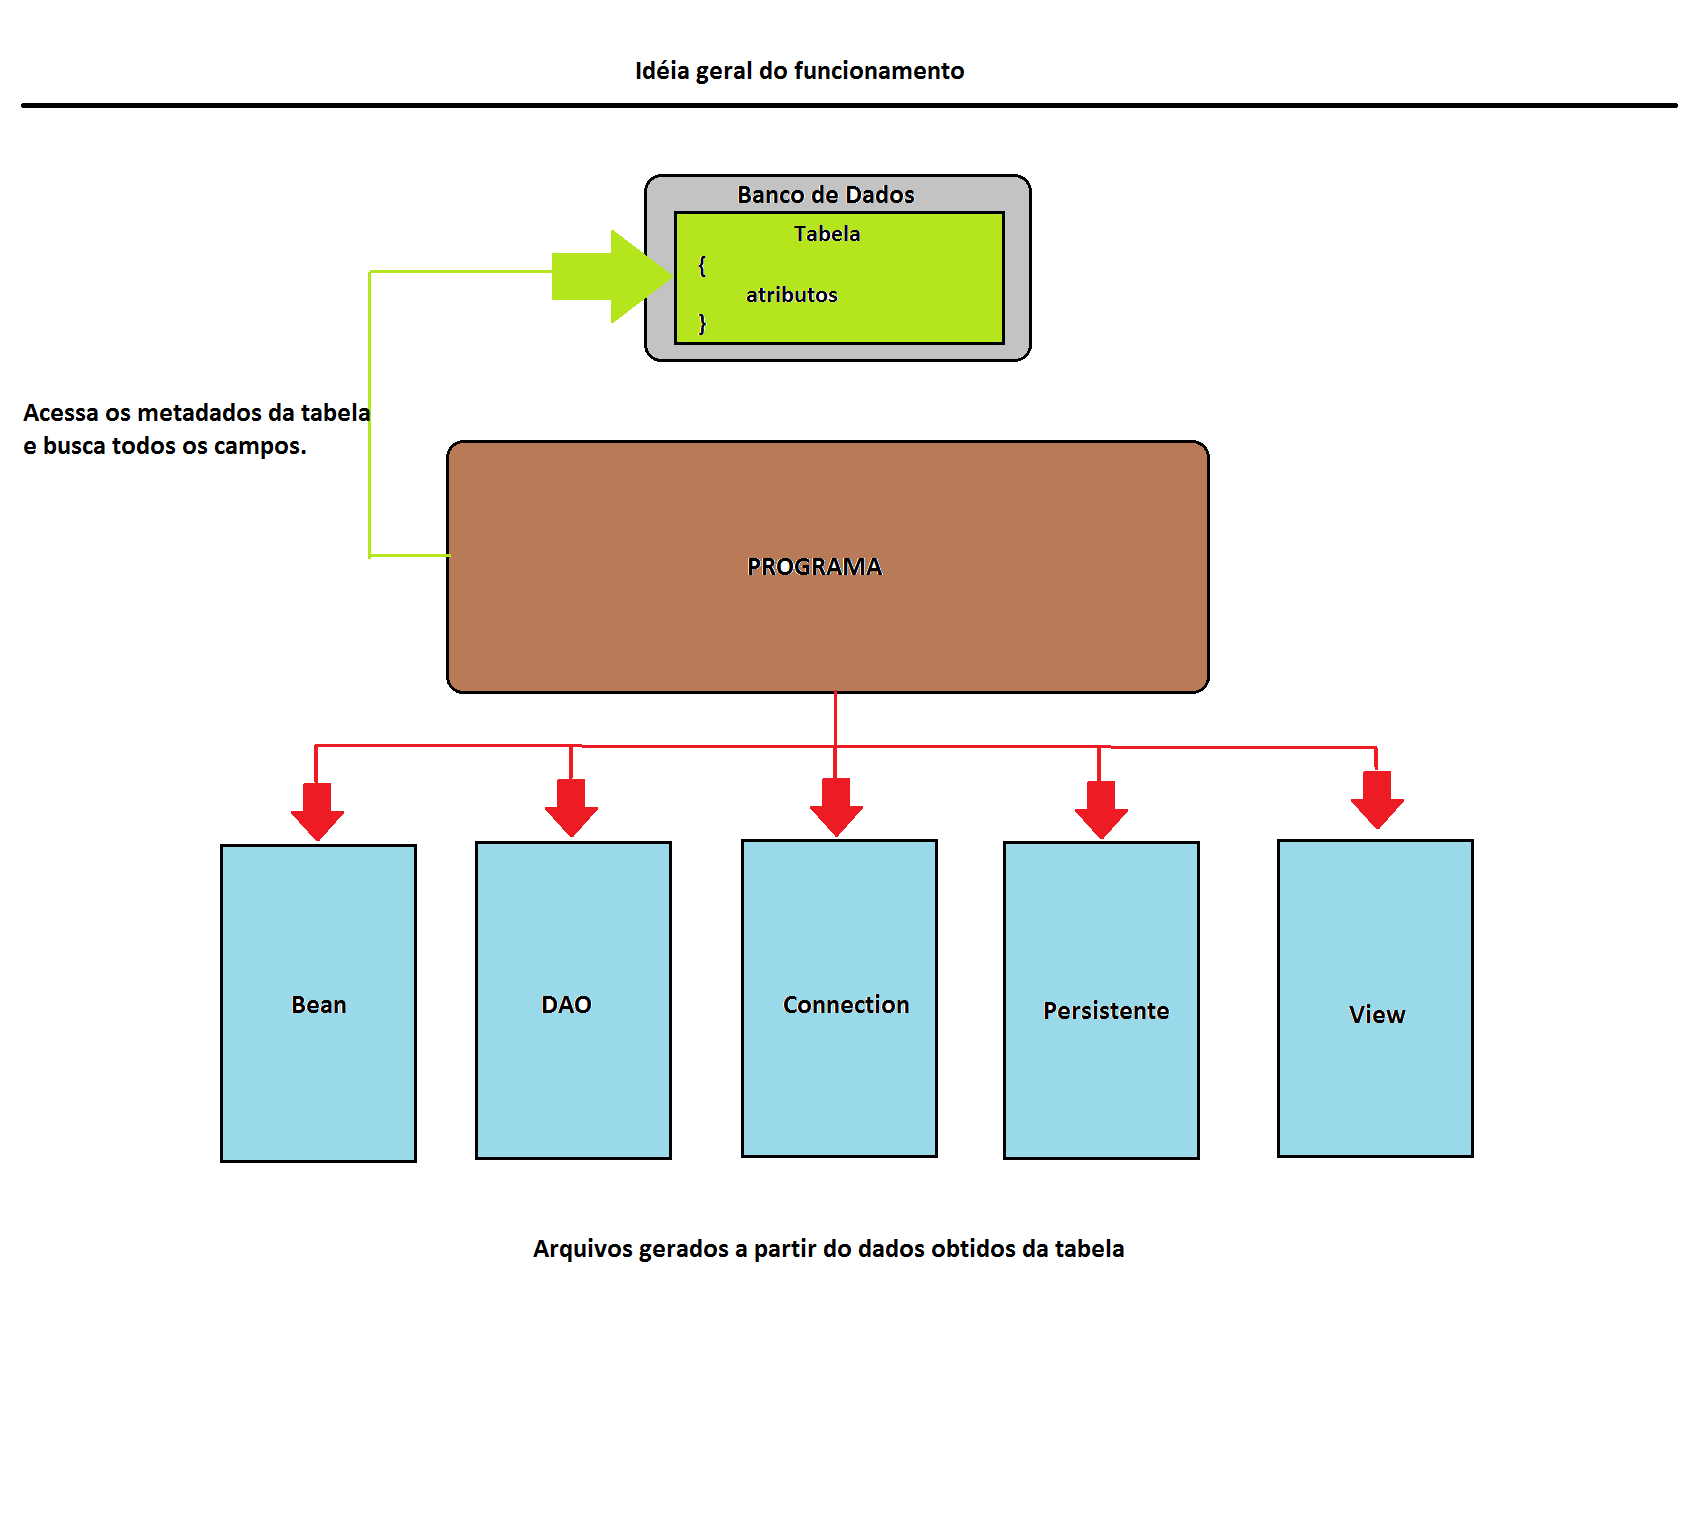 Idéia geral do funcionamento
Banco de Dados
Tabela
{
atributos
}
Acessa os metadados da tabela
e busca todos os campos.
PROGRAMA
Bean
DAO
Connection
Persistente
View
Arquivos gerados a partir do dados obtidos da tabela